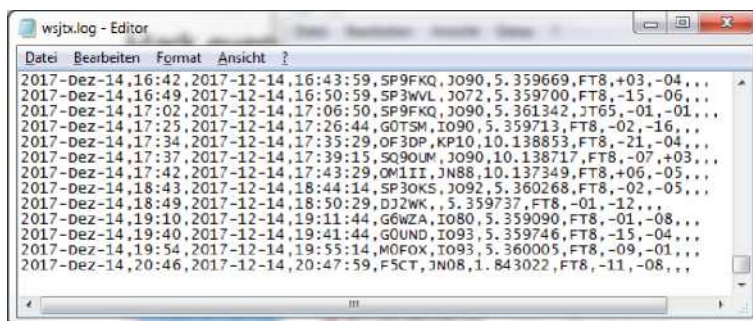 wsjtx.log - Editor
Datei Bearbeiten Format Ansicht ?
2017-Dez-14,16:42,2017-12-14,16:43:59,SP9FKQ,JO90,5.359669,FT8,+03,-04,,,
2017-Dez-14,16:49,2017-12-14,16:50:59,SP3WVL,JO72,5.359700,FT8,-15,-06,,,
2017-Dez-14,17:02,2017-12-14,17:06:50,SP9FKQ,JO90,5.361342,JT65,-01,-01,,,
2017-Dez-14,17:25,2017-12-14,17:26:44,G0TSM,IO90,5.359713,FT8,-02,-16,,,
2017-Dez-14,17:34,2017-12-14,17:35:29,OF3DP,KP10,10.138853,FT8,-21,-04,,,
2017-Dez-14,17:37,2017-12-14,17:39:15,SQ9OUM,JO90,10.138717,FT8,-07,+03,,,
2017-Dez-14,17:42,2017-12-14,17:43:29,OM1II,JN88,10.137349,FT8,+06,-05,,,
2017-Dez-14,18:43,2017-12-14,18:44:14,SP3OKS,JO92,5.360268,FT8,-02,-05,,,
2017-Dez-14,18:49,2017-12-14,18:50:29,DJ2WK,,5.359737,FT8,-01,-12,,,
2017-Dez-14,19:10,2017-12-14,19:11:44,G6WZA,IO80,5.359090,FT8,-01,-08,,,
2017-Dez-14,19:40,2017-12-14,19:41:44,G0UND,IO93,5.359746,FT8,-15,-04,,,
2017-Dez-14,19:54,2017-12-14,19:55:14,M0FOX,IO93,5.360005,FT8,-09,-01,,,
2017-Dez-14,20:46,2017-12-14,20:47:59,F5CT,JN08,1.843022,FT8,-11,-08,,,